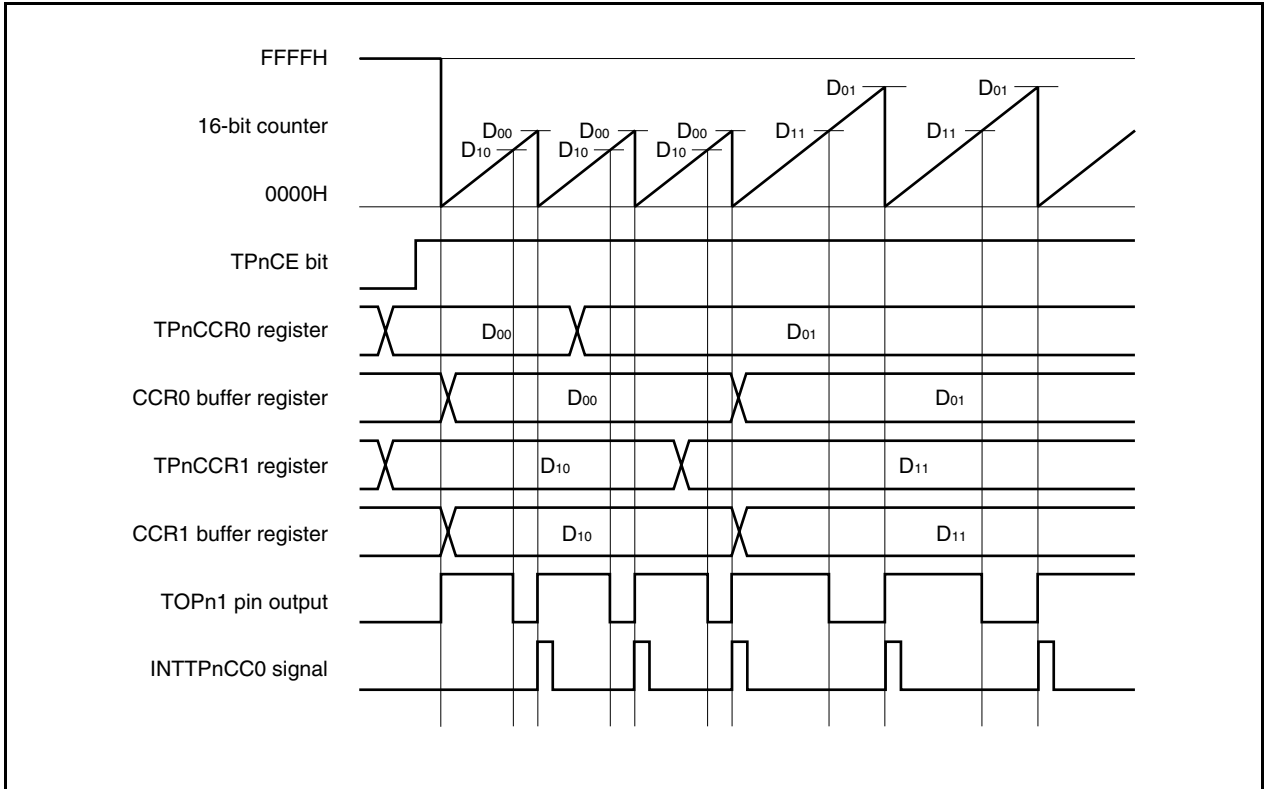 FFFFH
D01 D01
16-bit counter D00 D00 D00 D11 D11
D10 D10 D10
0000H
TPnCE bit
TPnCCR0 register D00 D01
CCR0 buffer register D00 D01
TPnCCR1 register D10 D11
CCR1 buffer register D10 D11
TOPn1 pin output
INTTPnCC0 signal